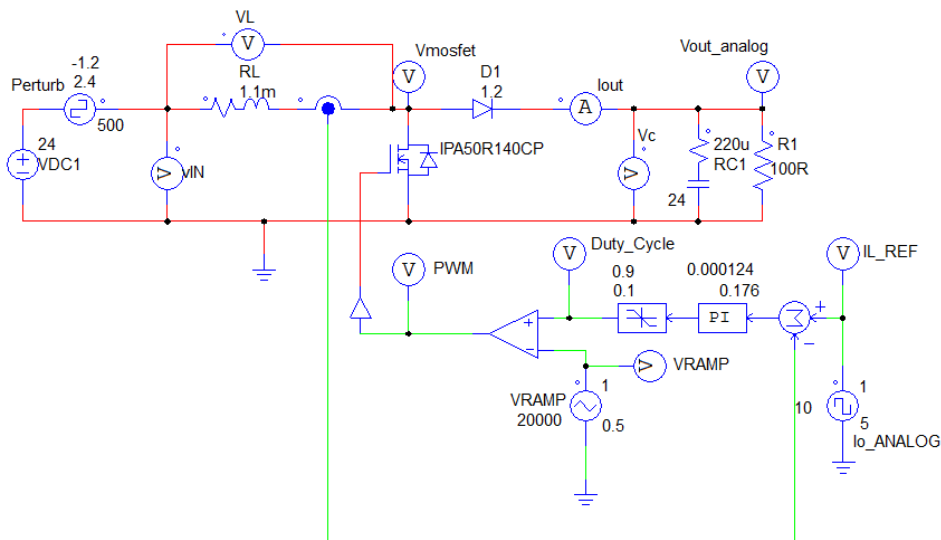 VL
V
-1.2
Perturb 2.4
500
RL
1.1m
Vmosfet
V
D1
1.2
Iout
A
Vout_analog
V
24
VDC1
V
VIN
IPA50R140CP
Vc
V
220u
RC1
24
R1
100R
V
PWM
Duty_Cycle
V
0.9
0.1
0.000124
0.176
PI
Σ
+
-
V
IL_REF
+
-
V
VRAMP
VRAMP
20000
1
0.5
10
1
5
Io_ANALOG